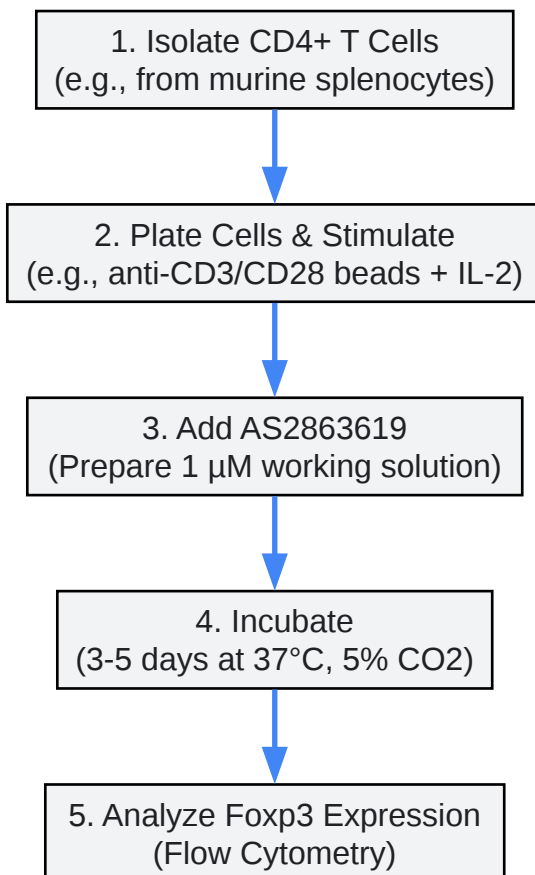 1. Isolate CD4+ T Cells
(e.g., from murine splenocytes)
2. Plate Cells & Stimulate
(e.g., anti-CD3/CD28 beads + IL-2)
3. Add AS2863619
(Prepare 1 µM working solution)
4. Incubate
(3-5 days at 37°C, 5% CO2)
5. Analyze Foxp3 Expression
(Flow Cytometry)